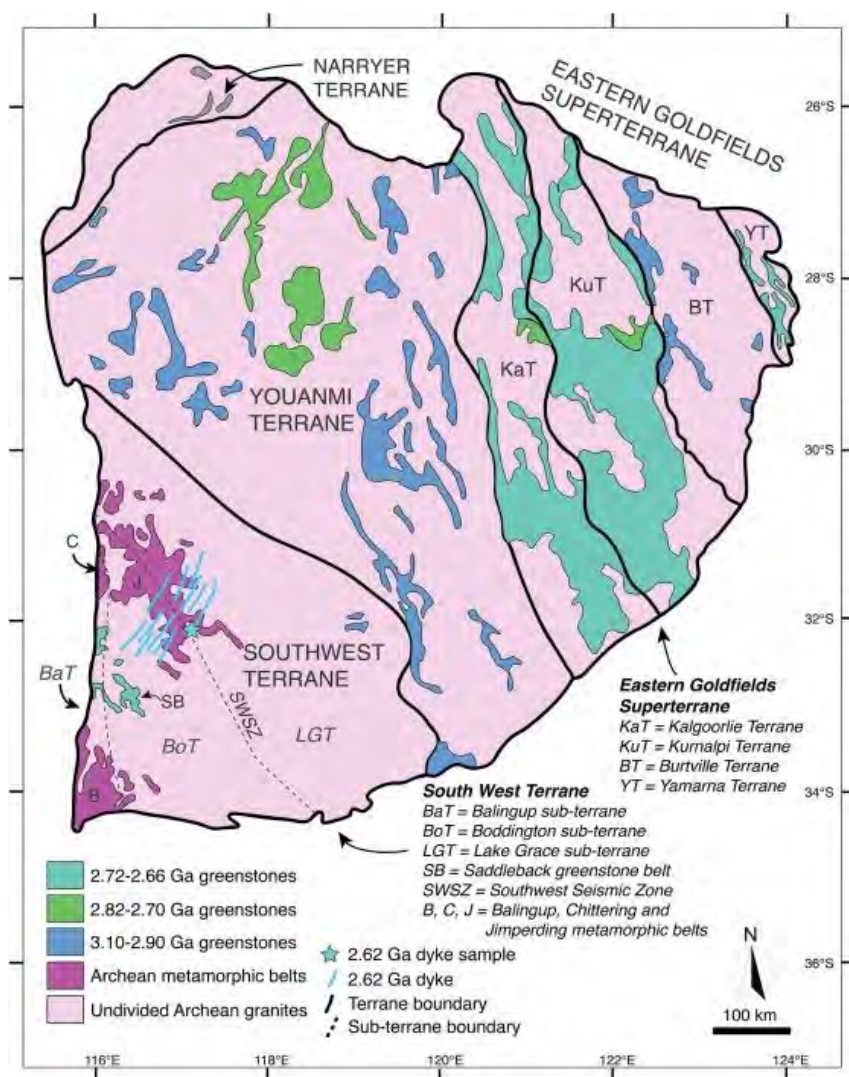 NARRYER
TERRANE
EASTERN GOLDFIELDS
SUPERTERRANE
26°S
YT
28°S
KuT
BT
KaT
YOUANMI
TERRANE
30°S
C
J
32°S
SOUTHWEST
TERRANE
BaT
SB
SWSZ
BoT
LGT
B
34°S
Eastern Goldfields
Superterrane
KaT = Kalgoorlie Terrane
KuT = Kurnalpi Terrane
BT = Burtville Terrane
YT = Yamarna Terrane
South West Terrane
BaT = Balingup sub-terrane
BoT = Boddington sub-terrane
LGT = Lake Grace sub-terrane
SB = Saddleback greenstone belt
SWSZ = Southwest Seismic Zone
B, C, J = Balingup, Chittering and
Jimperding metamorphic belts
2.72-2.66 Ga greenstones
2.82-2.70 Ga greenstones
3.10-2.90 Ga greenstones
Archean metamorphic belts
Undivided Archean granites
2.62 Ga dyke sample
2.62 Ga dyke
Terrane boundary
Sub-terrane boundary
N
100 km
36°S
116°E
118°E
120°E
122°E
124°E